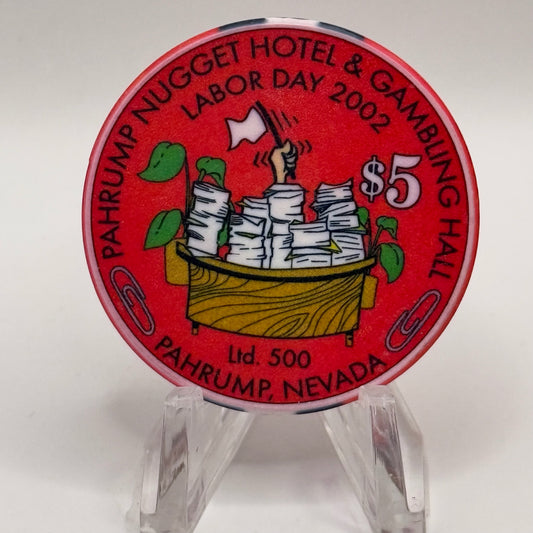 PAHRUMP NUGGET HOTEL & GAMBLING HALL
LABOR DAY 2002
$5
Ltd. 500
PAHRUMP, NEVADA